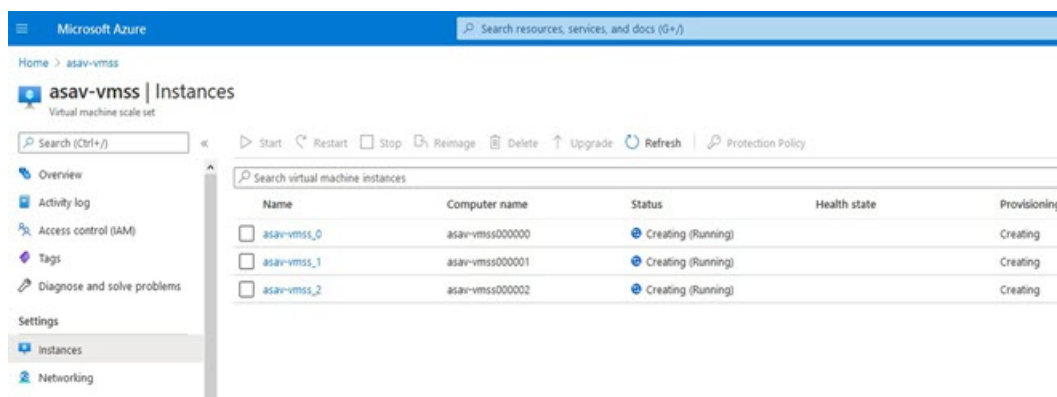 Microsoft Azure
Search resources, services, and docs (G+/)
Home > asav-vmss
asav-vmss | Instances
Virtual machine scale set
Search (Ctrl+/)
«
Start Restart Stop Reimage Delete Upgrade Refresh Protection Policy
Overview
Activity log
Access control (IAM)
Tags
Diagnose and solve problems
Settings
Instances
Networking
Search virtual machine instances
Name Computer name Status Health state Provisioning
asav-vmss_0 asav-vmss000000 Creating (Running) Creating
asav-vmss_1 asav-vmss000001 Creating (Running) Creating
asav-vmss_2 asav-vmss000002 Creating (Running) Creating